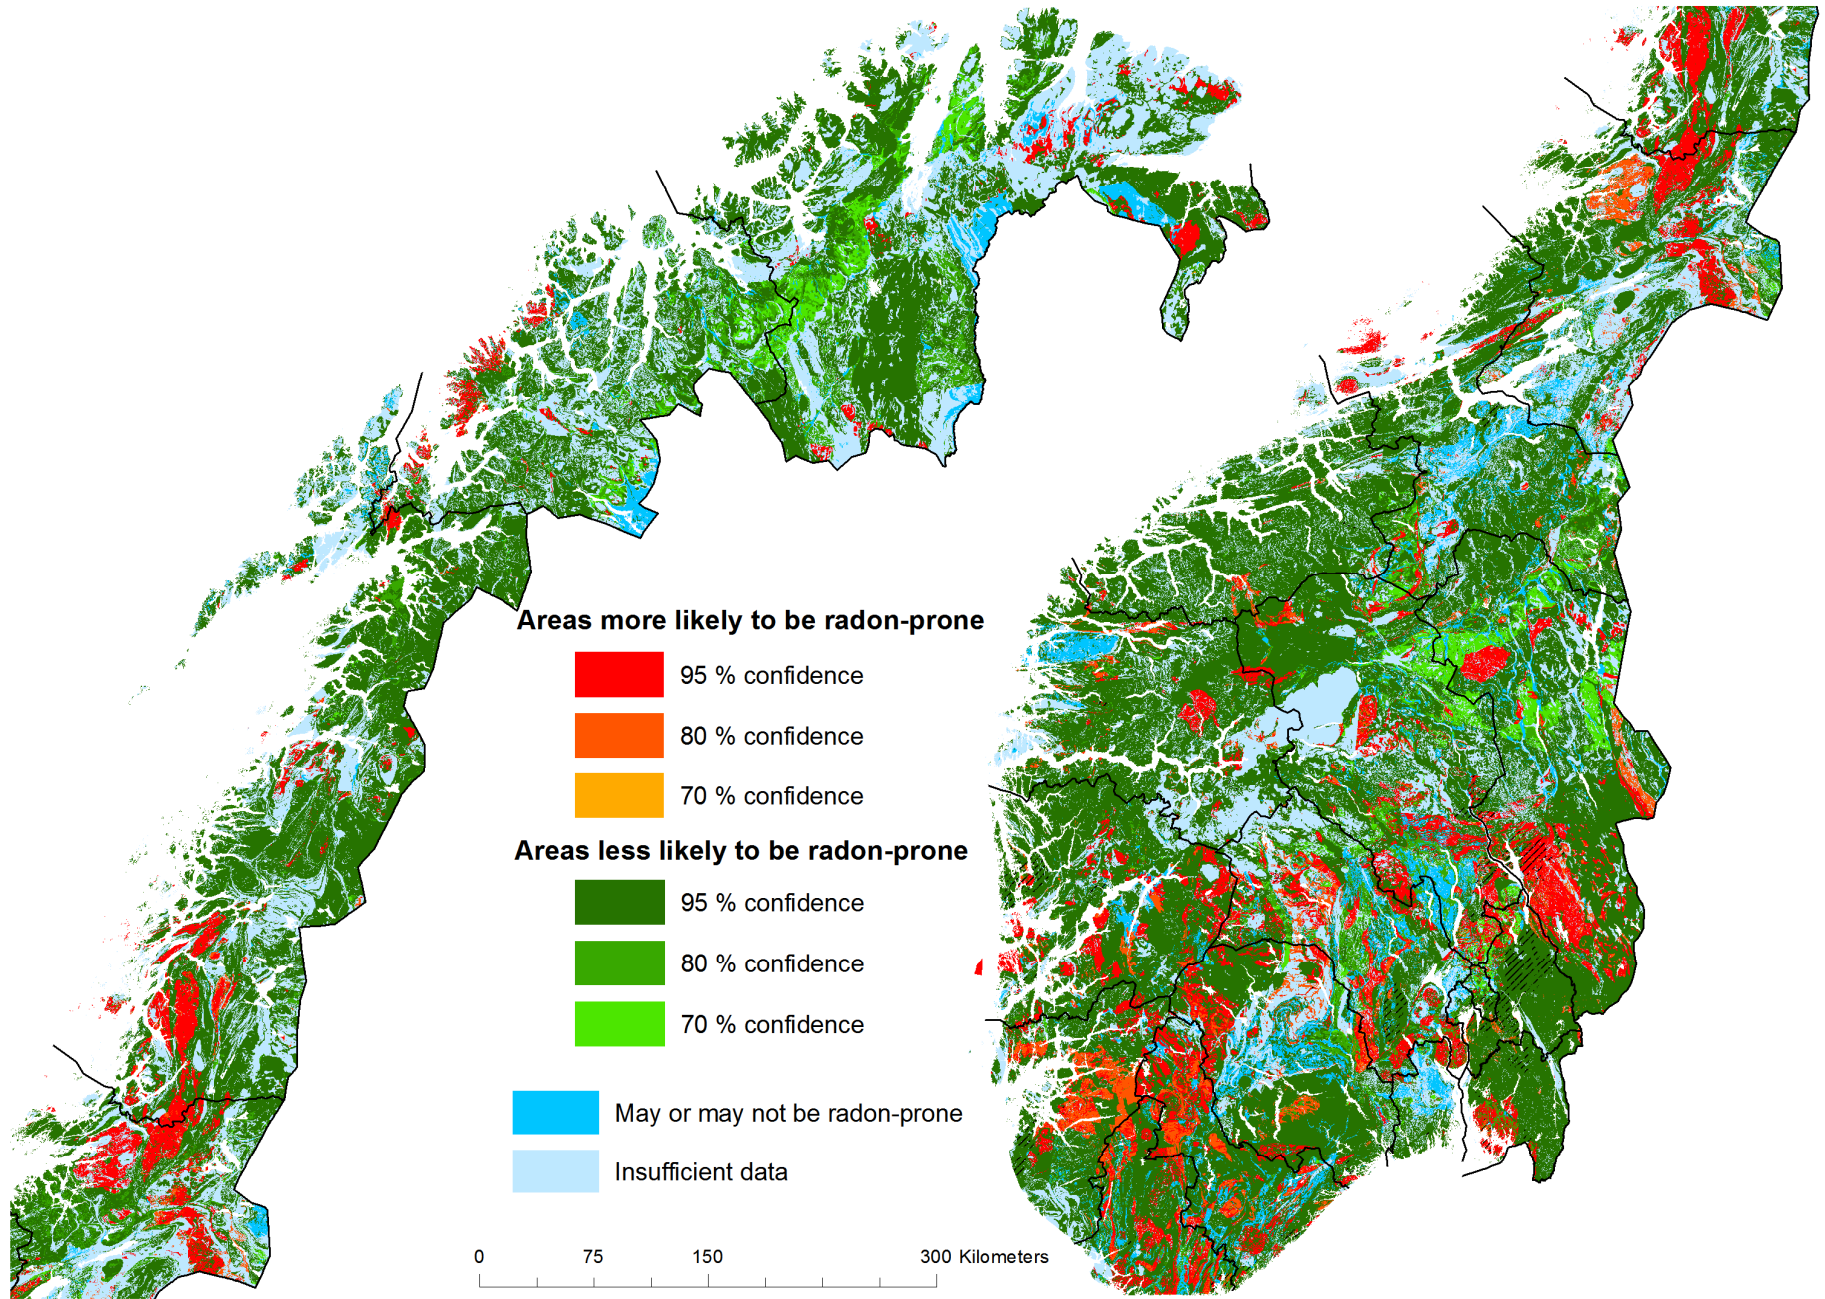 Areas more likely to be radon-prone
95 % confidence
80 % confidence
70 % confidence
Areas less likely to be radon-prone
95 % confidence
80 % confidence
70 % confidence
May or may not be radon-prone
Insufficient data
0 75 150 300 Kilometers